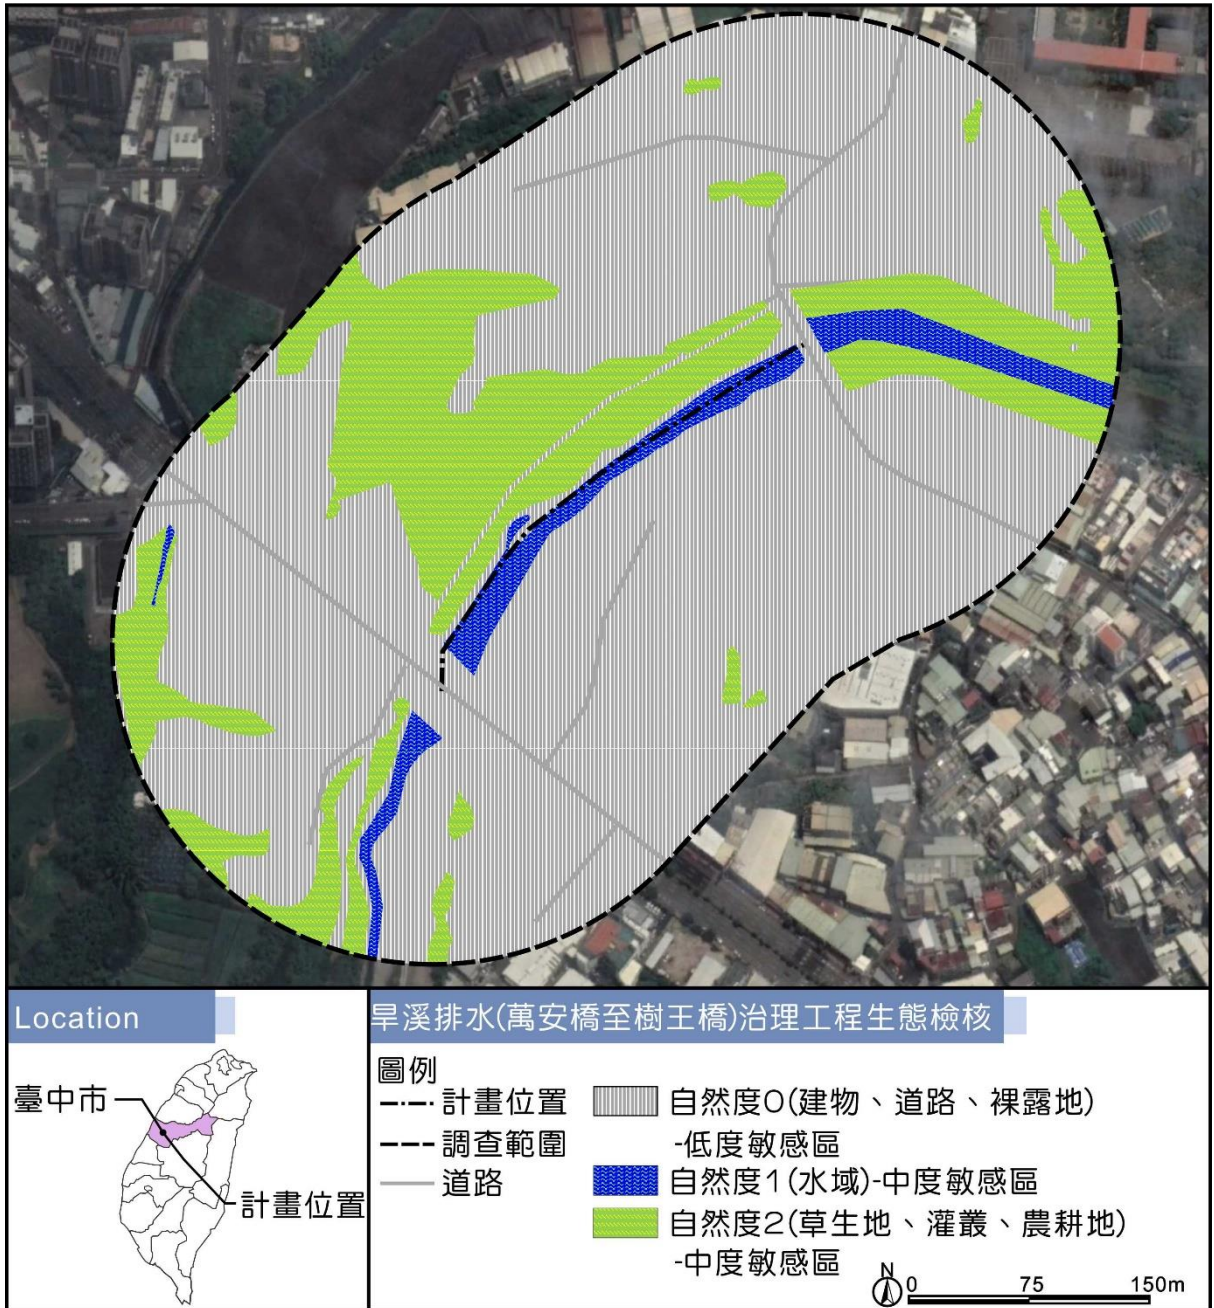 Location
臺中市
計畫位置
旱溪排水(萬安橋至樹王橋)治理工程生態檢核
圖例
計畫位置
調查範圍
道路
自然度0(建物、道路、裸露地)
-低度敏感區
自然度1(水域)-中度敏感區
自然度2(草生地、灌叢、農耕地)
-中度敏感區
N
0 75 150m